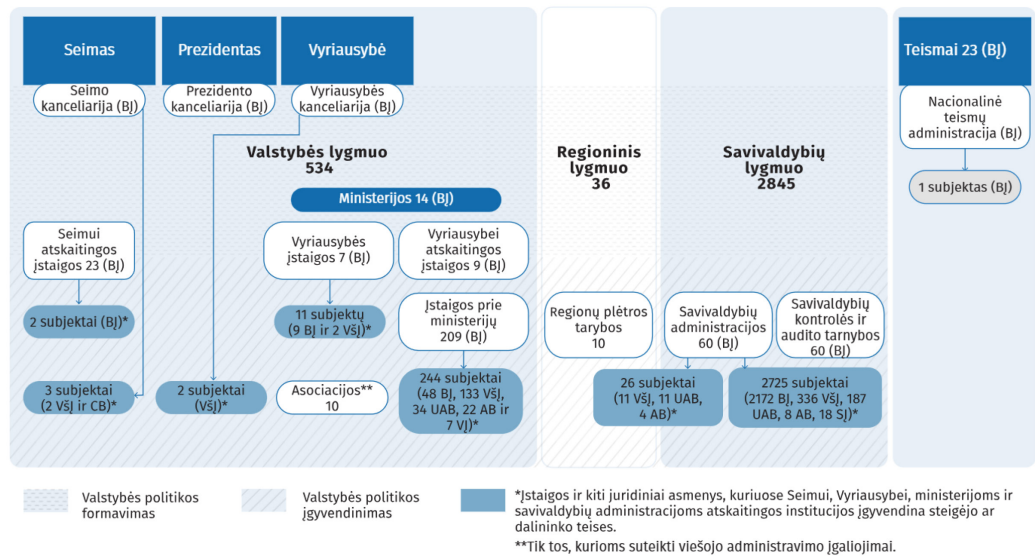 Seimas
Prezidentas
Vyriausybė
Teismai 23 (BĮ)
Seimo
kanceliarija (BĮ)
Prezidento
kanceliarija (BĮ)
Vyriausybės
kanceliarija (BĮ)
Nacionalinė
teismų
administracija (BĮ)
Valstybės lygmuo
534
Regioninis
lygmuo
36
Savivaldybių
lygmuo
2845
1 subjektas (BĮ)
Ministerijos 14 (BĮ)
Seimui
atskaitingos
įstaigos 23 (BĮ)
Vyriausybės
įstaigos 7 (BĮ)
Vyriausybei
atskaitingos
įstaigos 9 (BĮ)
2 subjektai (BĮ)*
11 subjektų
(9 BĮ ir 2 VšĮ)*
Įstaigos prie
ministerijų
209 (BĮ)
Regionų plėtros
tarybos
10
Savivaldybių
administracijos
60 (BĮ)
Savivaldybių
kontrolės ir
audito tarnybos
60 (BĮ)
3 subjektai
(2 VšĮ ir CB)*
2 subjektai
(VšĮ)*
Asociacijos**
10
244 subjektai
(48 BĮ, 133 VšĮ,
34 UAB, 22 AB ir
7 VĮ)*
26 subjektai
(11 VšĮ, 11 UAB,
4 AB)*
2725 subjektai
(2172 BĮ, 336 VšĮ, 187
UAB, 8 AB, 18 SĮ)*
Valstybės politikos
formavimas
Valstybės politikos
įgyvendinimas
*Įstaigos ir kiti juridiniai asmenys, kuriuose Seimui, Vyriausybei, ministerijoms ir
savivaldybių administracijoms atskaitingos institucijos įgyvendina steigėjo ar
dalininko teises.
**Tik tos, kurioms suteikti viešojo administravimo įgaliojimai.